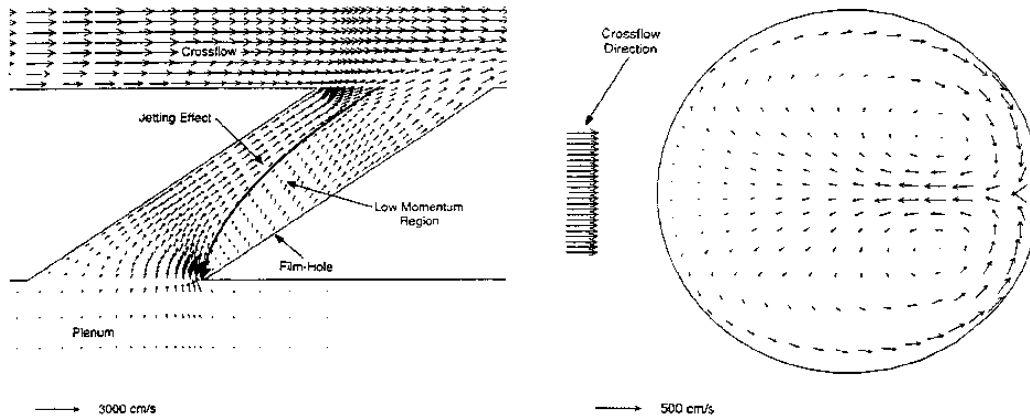 Crossflow
Jetting Effect
Low Momentum
Region
Film-Hole
Plenum
3000 cm/s
Crossflow
Direction
500 cm/s